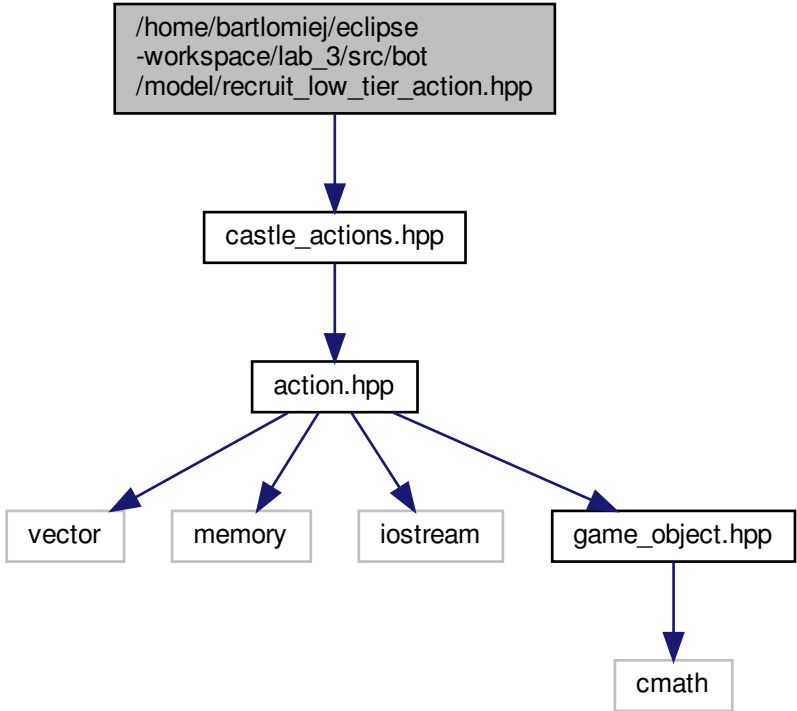 /home/bartlomiej/eclipse
-workspace/lab_3/src/bot
/model/recruit_low_tier_action.hpp
castle_actions.hpp
action.hpp
vector
memory
iostream
game_object.hpp
cmath